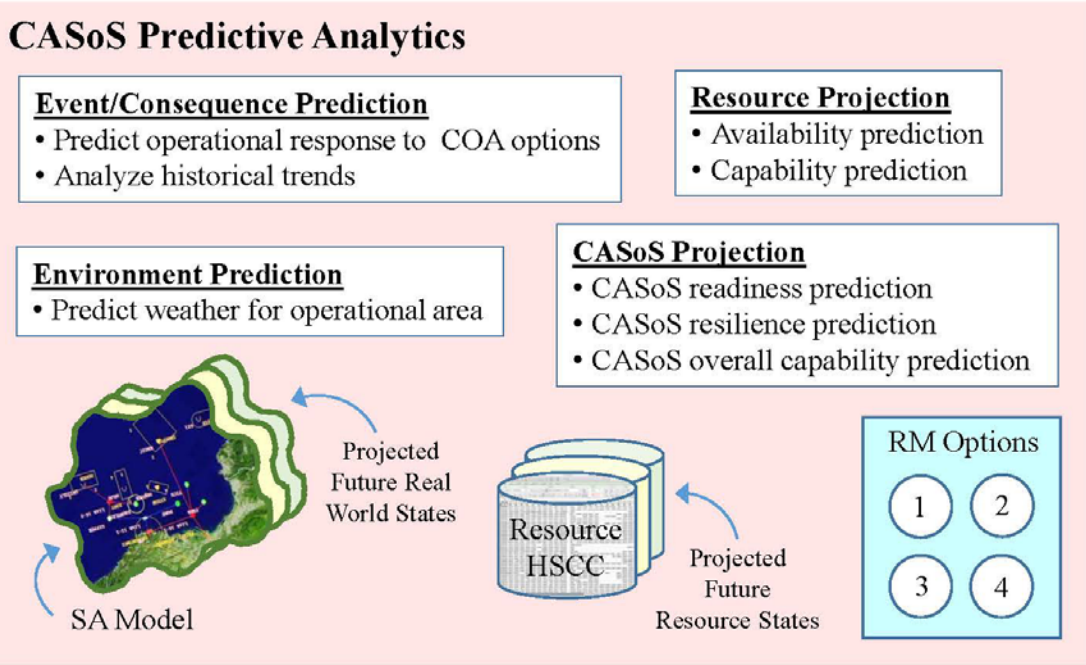 CASoS Predictive Analytics
Event/Consequence Prediction
• Predict operational response to COA options
• Analyze historical trends
Resource Projection
• Availability prediction
• Capability prediction
Environment Prediction
• Predict weather for operational area
CASoS Projection
• CASoS readiness prediction
• CASoS resilience prediction
• CASoS overall capability prediction
Projected
Future Real
World States
SA Model
Resource
HSCC
Projected
Future
Resource States
RM Options
1
2
3
4